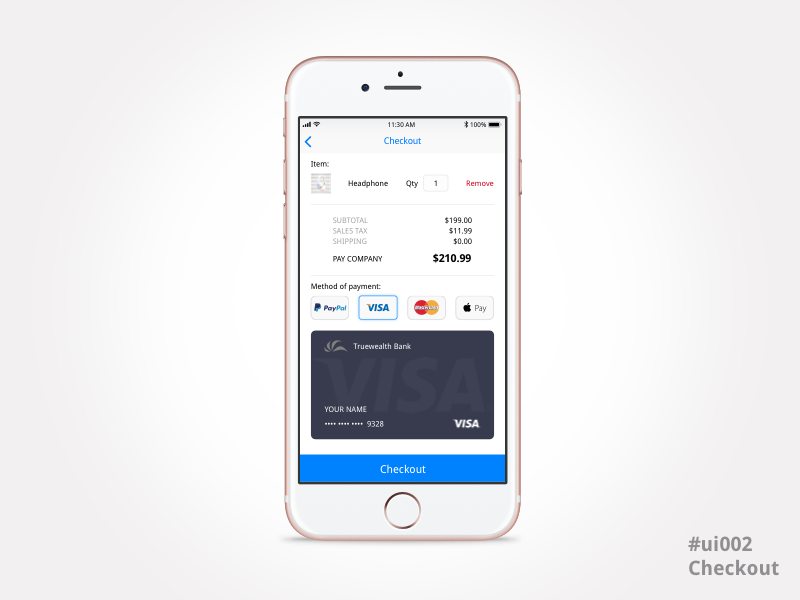 11:30 AM 100%
Checkout
Item:
Headphone Qty 1 Remove
SUBTOTAL $199.00
SALES TAX $11.99
SHIPPING $0.00
PAY COMPANY $210.99
Method of payment:
PayPal VISA MasterCard Pay
Truewealth Bank
VISA
YOUR NAME
•••• •••• •••• 9328 VISA
Checkout
#ui002
Checkout